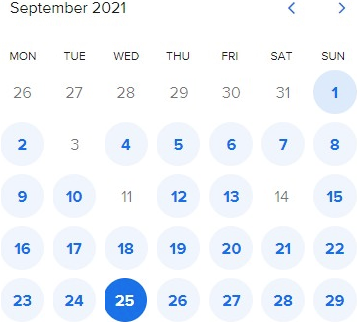 September 2021
MON TUE WED THU FRI SAT SUN
26 27 28 29 30 31 1
2 3 4 5 6 7 8
9 10 11 12 13 14 15
16 17 18 19 20 21 22
23 24 25 26 27 28 29